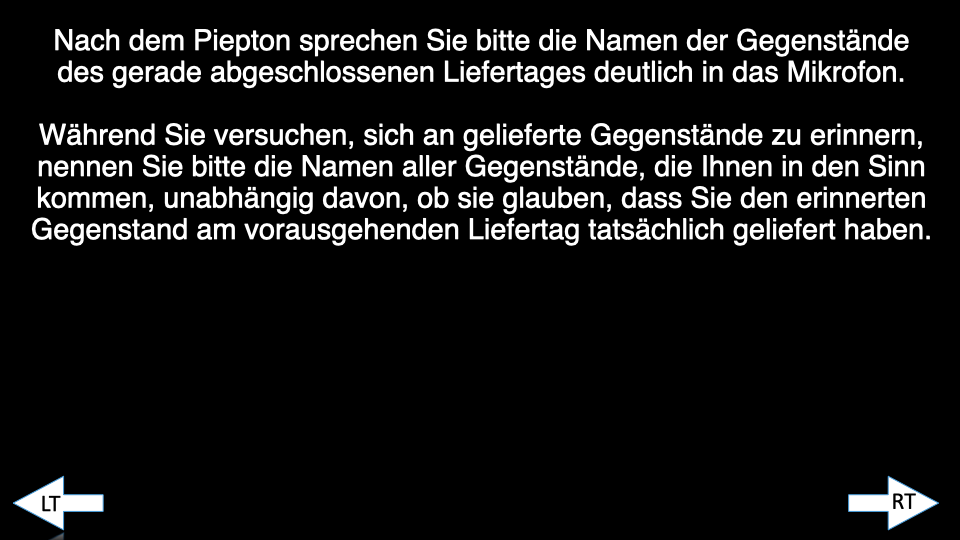 Nach dem Piepton sprechen Sie bitte die Namen der Gegenstände
des gerade abgeschlossenen Liefertages deutlich in das Mikrofon.
Während Sie versuchen, sich an gelieferte Gegenstände zu erinnern,
nennen Sie bitte die Namen aller Gegenstände, die Ihnen in den Sinn
kommen, unabhängig davon, ob sie glauben, dass Sie den erinnerten
Gegenstand am vorausgehenden Liefertag tatsächlich geliefert haben.
LT
RT